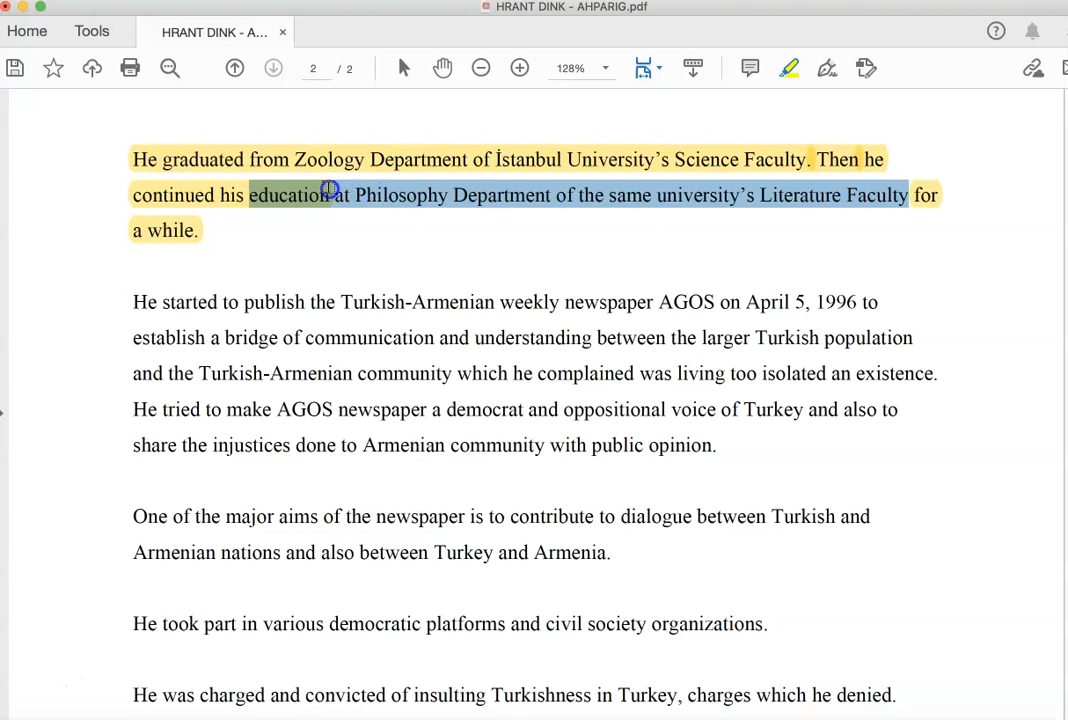 HRANT DINK - AHPARIG.pdf
Home Tools HRANT DINK - A... ×
2 / 2 128%
He graduated from Zoology Department of İstanbul University’s Science Faculty. Then he
continued his education at Philosophy Department of the same university’s Literature Faculty for
a while.
He started to publish the Turkish-Armenian weekly newspaper AGOS on April 5, 1996 to
establish a bridge of communication and understanding between the larger Turkish population
and the Turkish-Armenian community which he complained was living too isolated an existence.
He tried to make AGOS newspaper a democrat and oppositional voice of Turkey and also to
share the injustices done to Armenian community with public opinion.
One of the major aims of the newspaper is to contribute to dialogue between Turkish and
Armenian nations and also between Turkey and Armenia.
He took part in various democratic platforms and civil society organizations.
He was charged and convicted of insulting Turkishness in Turkey, charges which he denied.